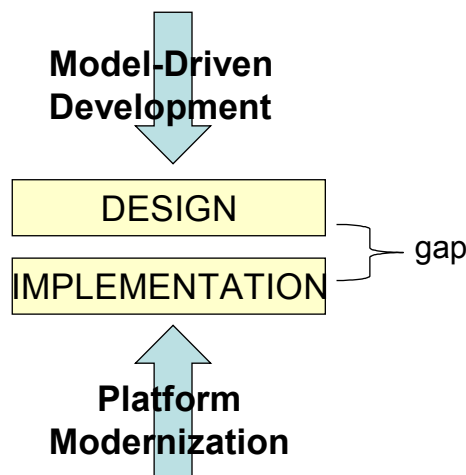 Model-Driven
Development
DESIGN
gap
IMPLEMENTATION
Platform
Modernization